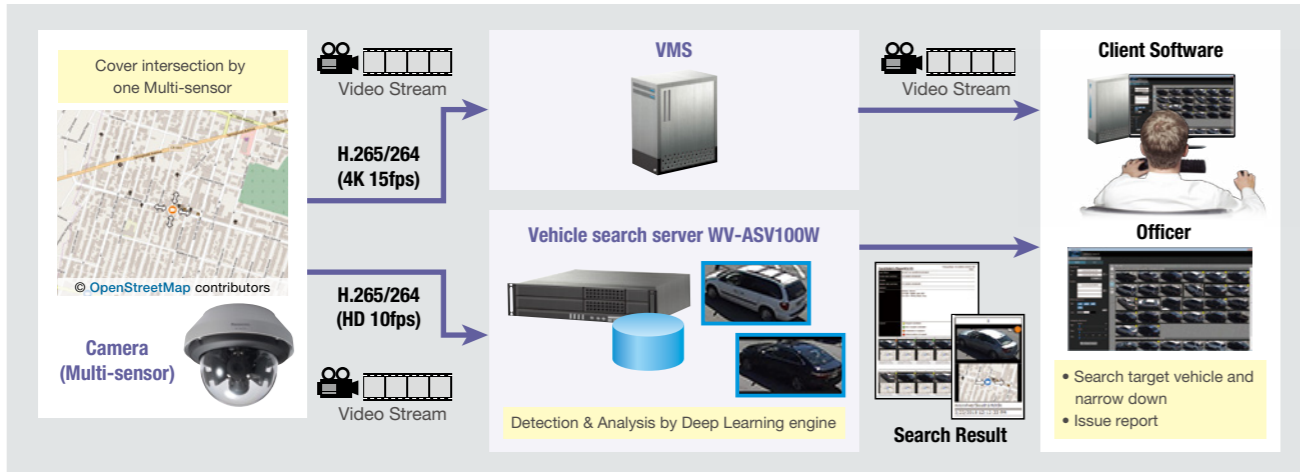 Cover intersection by
one Multi-sensor
© OpenStreetMap contributors
Camera
(Multi-sensor)
Video Stream
H.265/264
(4K 15fps)
H.265/264
(HD 10fps)
Video Stream
VMS
Vehicle search server WV-ASV100W
Detection & Analysis by Deep Learning engine
Video Stream
Search Result
Client Software
Officer
• Search target vehicle and
narrow down
• Issue report